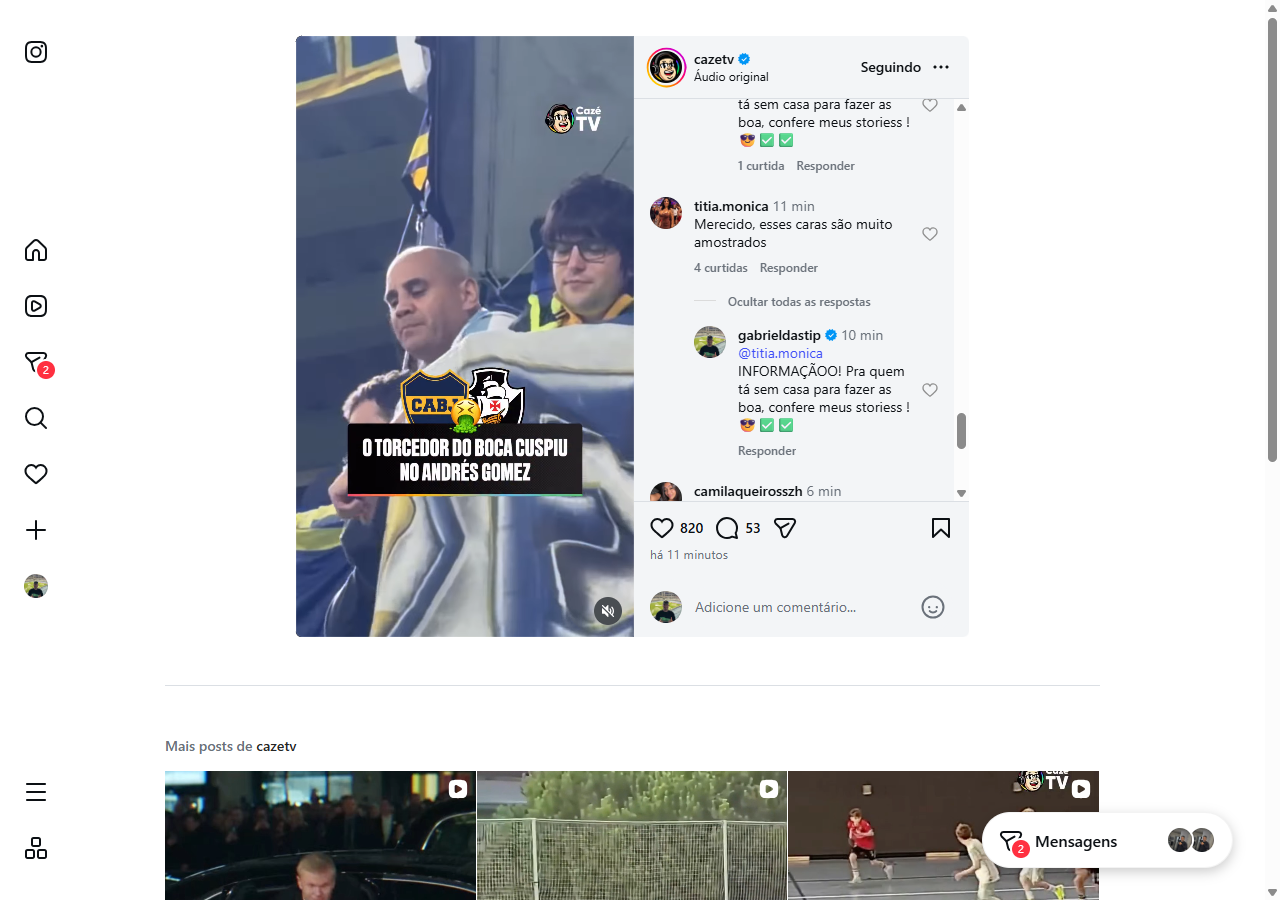 Cazé
TV
CABJ
O TORCEDOR DO BOCA CUSPIU
NO ANDRÉS GOMEZ
cazetv
Áudio original
Seguindo
tá sem casa para fazer as
boa, confere meus storiess !
😎 ✅ ✅
1 curtida Responder
titia.monica 11 min
Merecido, esses caras são muito
amostrados
4 curtidas Responder
Ocultar todas as respostas
gabrieldastip 10 min
@titia.monica
INFORMAÇÃOO! Pra quem
tá sem casa para fazer as
boa, confere meus storiess !
😎 ✅ ✅
Responder
camilaqueirosszh 6 min
820 53
há 11 minutos
Adicione um comentário...
2
Mais posts de cazetv
Cazé
TV
2 Mensagens